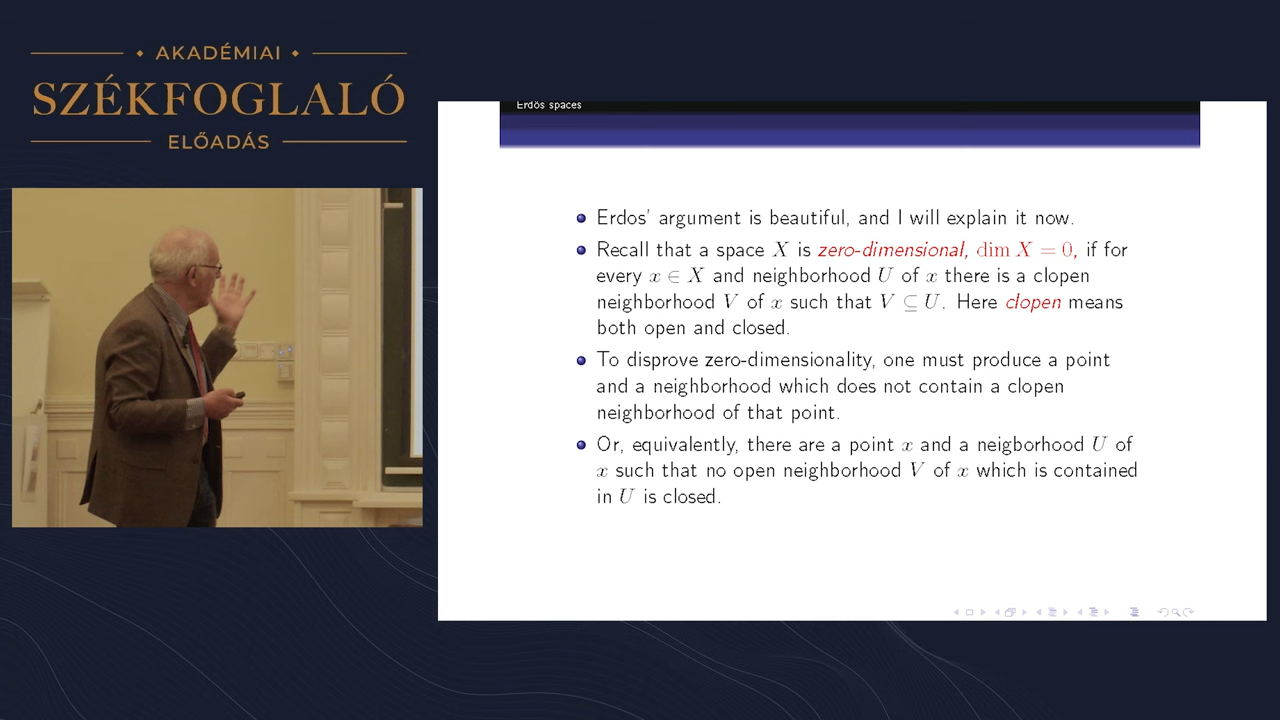 AKADÉMIAI
SZÉKFOGLALÓ
ELŐADÁS
Erdős spaces
Erdos' argument is beautiful, and I will explain it now.
Recall that a space X is zero-dimensional, dim X = 0, if for
every x ∈ X and neighborhood U of x there is a clopen
neighborhood V of x such that V ⊆ U. Here clopen means
both open and closed.
To disprove zero-dimensionality, one must produce a point
and a neighborhood which does not contain a clopen
neighborhood of that point.
Or, equivalently, there are a point x and a neigborhood U of
x such that no open neighborhood V of x which is contained
in U is closed.